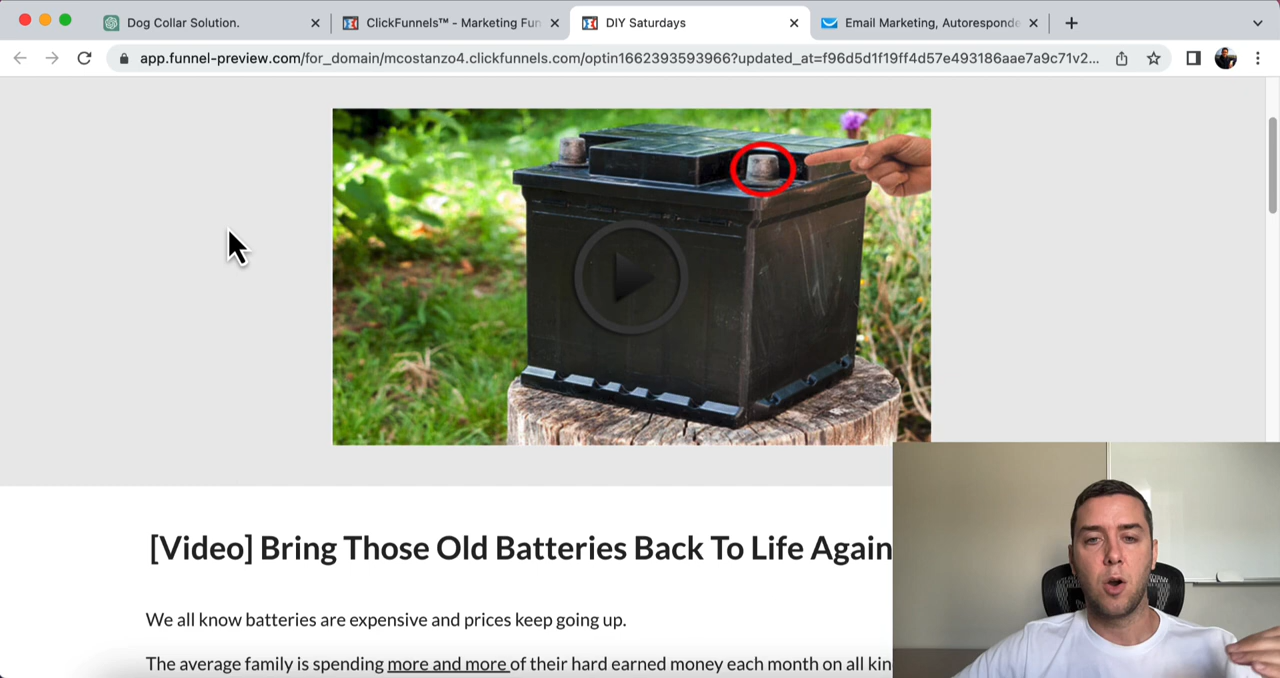 Dog Collar Solution.
ClickFunnels™ - Marketing Fun
DIY Saturdays
Email Marketing, Autoresponde
app.funnel-preview.com/for_domain/mcostanzo4.clickfunnels.com/optin1662393593966?updated_at=f96d5d1f19ff4d57e493186aae7a9c71v2...
[Video] Bring Those Old Batteries Back To Life Again
We all know batteries are expensive and prices keep going up.
The average family is spending more and more of their hard earned money each month on all kin